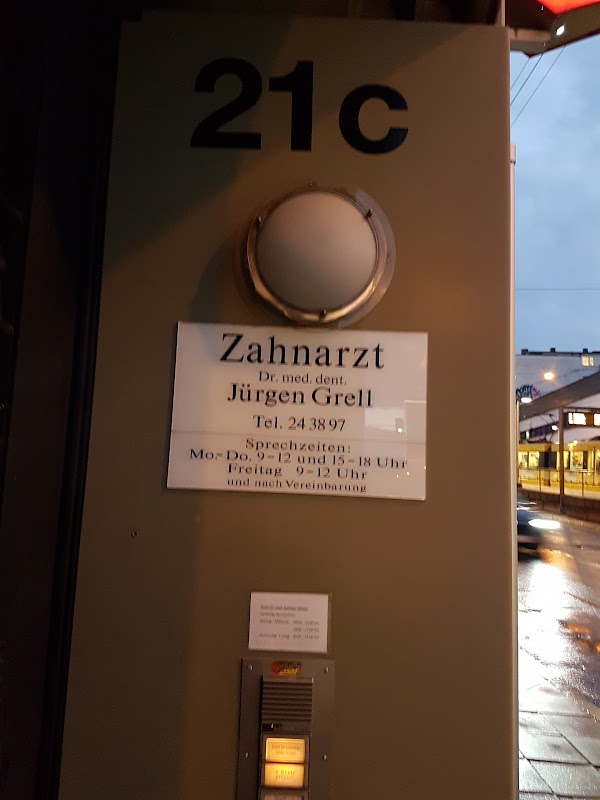 21c
Zahnarzt
Dr. med. dent.
Jürgen Grell
Tel. 24 38 97
Sprechzeiten:
Mo.-Do. 9-12 und 15-18 Uhr
Freitag 9-12 Uhr
und nach Vereinbarung